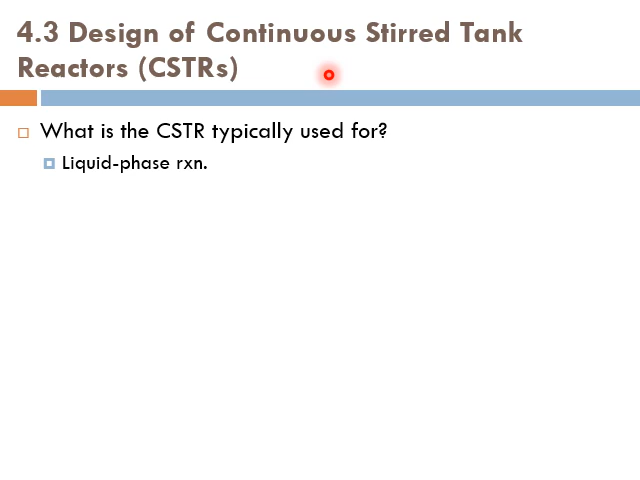 4.3 Design of Continuous Stirred Tank
Reactors (CSTRs)
What is the CSTR typically used for?
Liquid-phase rxn.